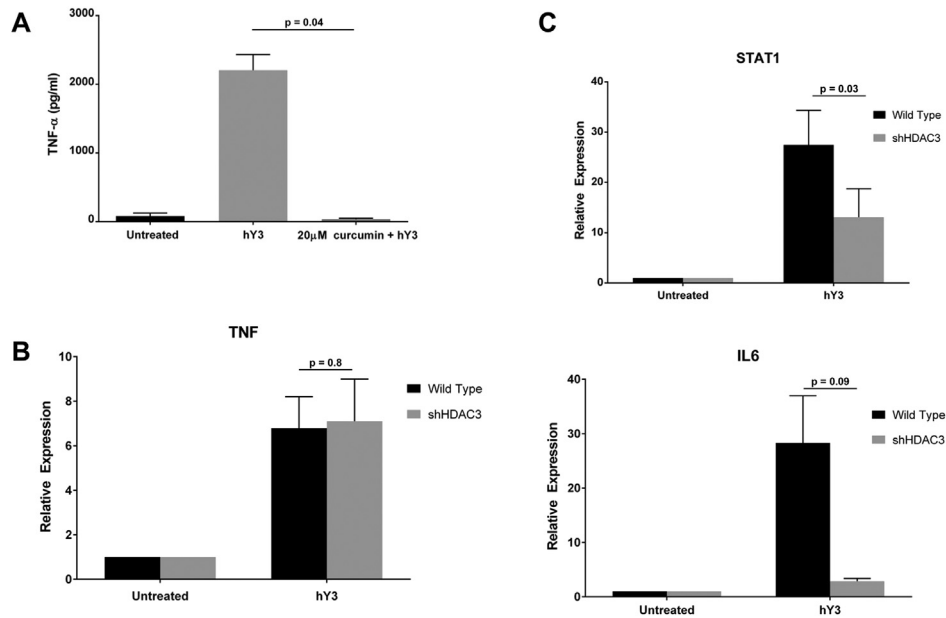 A
TNF-α (pg/ml)
3000
2000
1000
0
p = 0.04
Untreated
hY3
20μM curcumin + hY3
B
TNF
Relative Expression
10
8
6
4
2
0
p = 0.8
Wild Type
shHDAC3
Untreated
hY3
C
STAT1
Relative Expression
40
30
20
10
0
p = 0.03
Wild Type
shHDAC3
Untreated
hY3
IL6
Relative Expression
40
30
20
10
0
p = 0.09
Wild Type
shHDAC3
Untreated
hY3